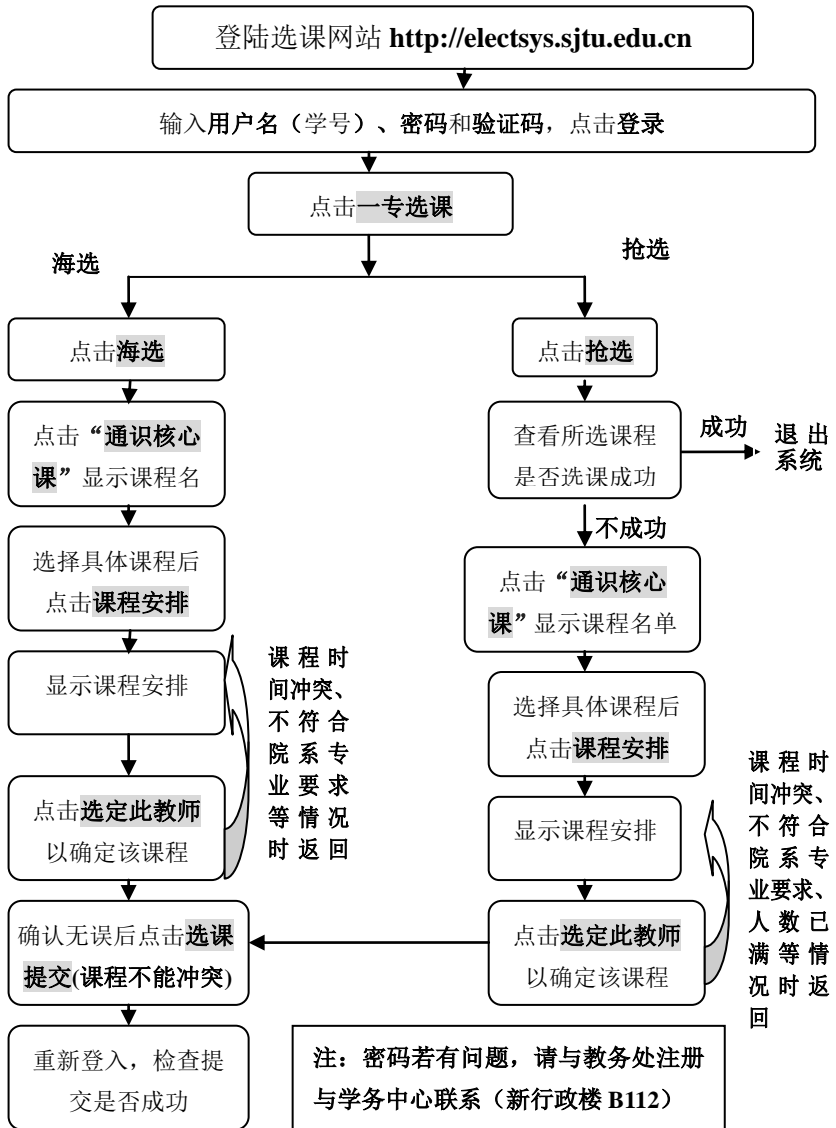 登陆选课网站 http://electsys.sjtu.edu.cn
输入用户名（学号）、密码和验证码，点击登录
点击一专选课
海选
抢选
点击海选
点击“通识核心
课”显示课程名
选择具体课程后
点击课程安排
显示课程安排
点击选定此教师
以确定该课程
课程时
间冲突、
不符合
院系专
业要求
等情况
时返回
确认无误后点击选课
提交(课程不能冲突)
重新登入，检查提
交是否成功
点击抢选
查看所选课程
是否选课成功
成功
退出
系统
不成功
点击“通识核心
课”显示课程名单
选择具体课程后
点击课程安排
显示课程安排
点击选定此教师
以确定该课程
课程时
间冲突、
不符合
院系专
业要求、
人数已
满等情
况时返
回
注：密码若有问题，请与教务处注册
与学务中心联系（新行政楼 B112）